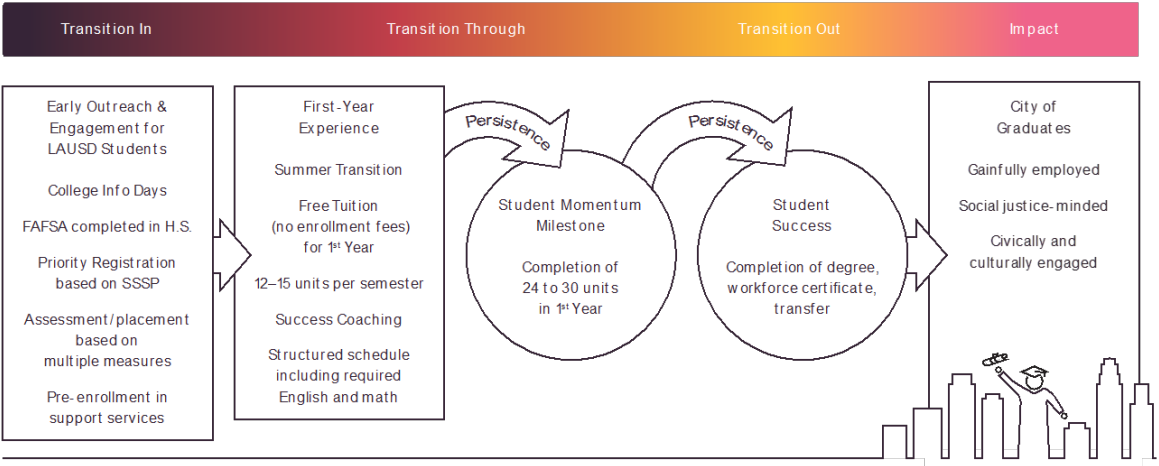 Transition In
Transition Through
Transition Out
Impact
Early Outreach &
Engagement for
LAUSD Students
College Info Days
FAFSA completed in H.S.
Priority Registration
based on SSSP
Assessment/placement
based on
multiple measures
Pre-enrollment in
support services
First-Year
Experience
Summer Transition
Free Tuition
(no enrollment fees)
for 1st Year
12–15 units per semester
Success Coaching
Structured schedule
including required
English and math
Persistence
Student Momentum
Milestone
Completion of
24 to 30 units
in 1st Year
Persistence
Student
Success
Completion of degree,
workforce certificate,
transfer
City of
Graduates
Gainfully employed
Social justice-minded
Civically and
culturally engaged